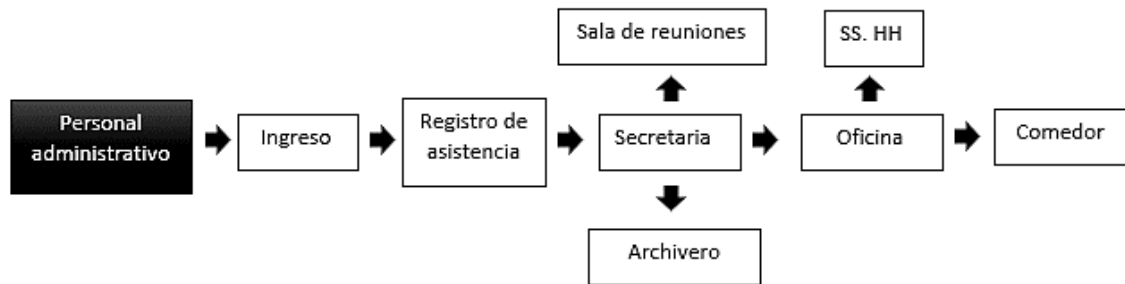 Sala de reuniones
SS. HH
Personal
administrativo
Ingreso
Registro de
asistencia
Secretaria
Oficina
Comedor
Archivero